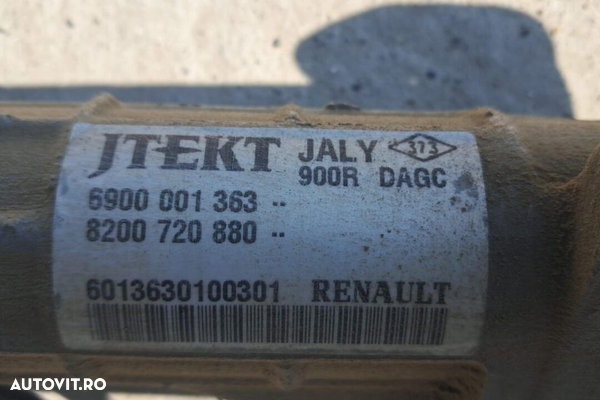 JTEKT JALY 373
900R DAGC
6900 001 363 --
8200 720 880 --
6013630100301 RENAULT
AUTOVIT.RO